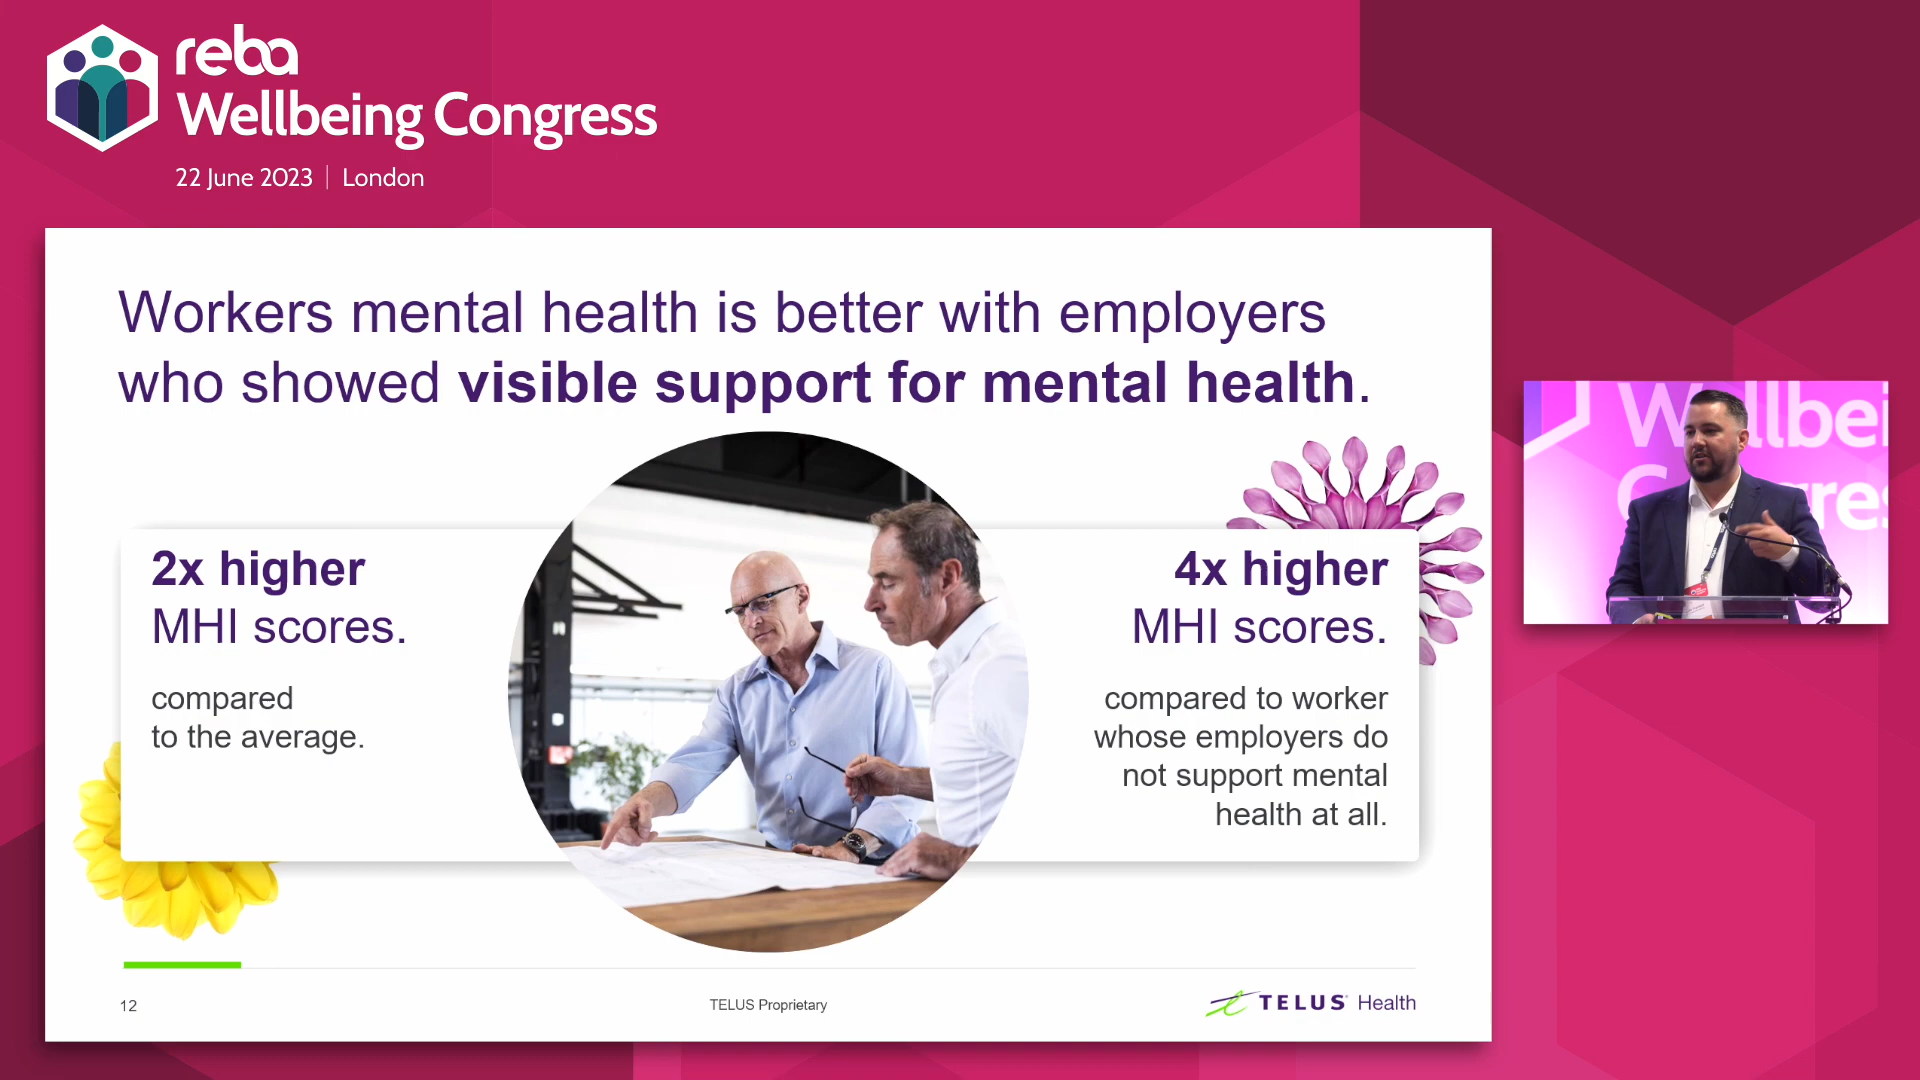 reba
Wellbeing Congress
22 June 2023 | London
Workers mental health is better with employers
who showed visible support for mental health.
2x higher
MHI scores.
compared
to the average.
4x higher
MHI scores.
compared to worker
whose employers do
not support mental
health at all.
12
TELUS Proprietary
TELUS Health
Wellbei
Congres